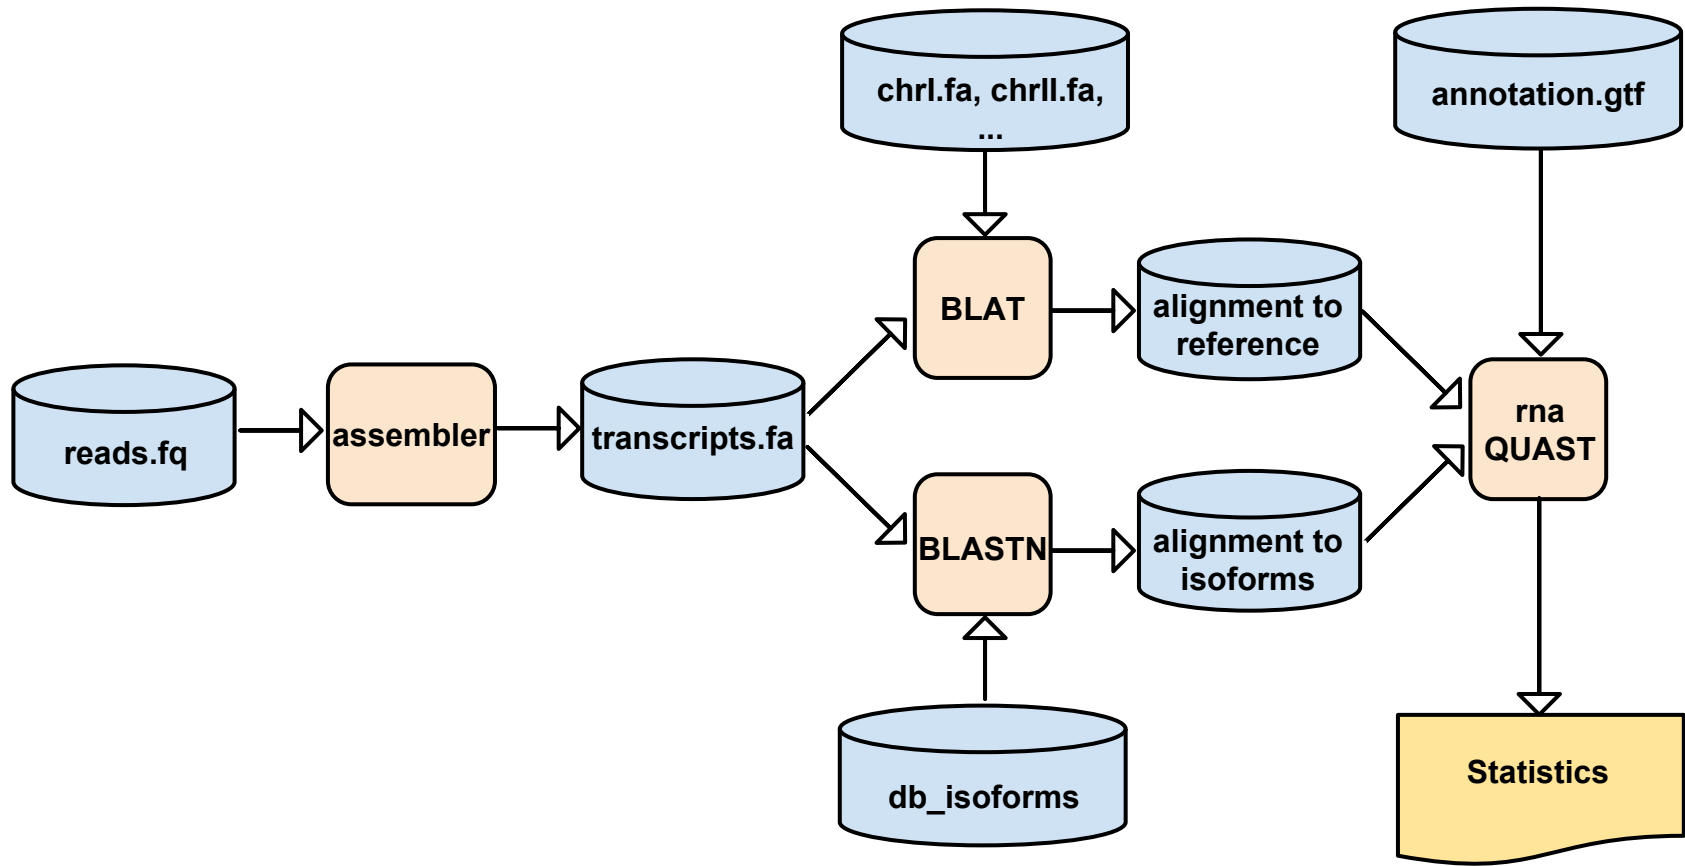 chrI.fa, chrII.fa,
...
annotation.gtf
BLAT
alignment to
reference
reads.fq
assembler
transcripts.fa
rna
QUAST
BLASTN
alignment to
isoforms
db_isoforms
Statistics